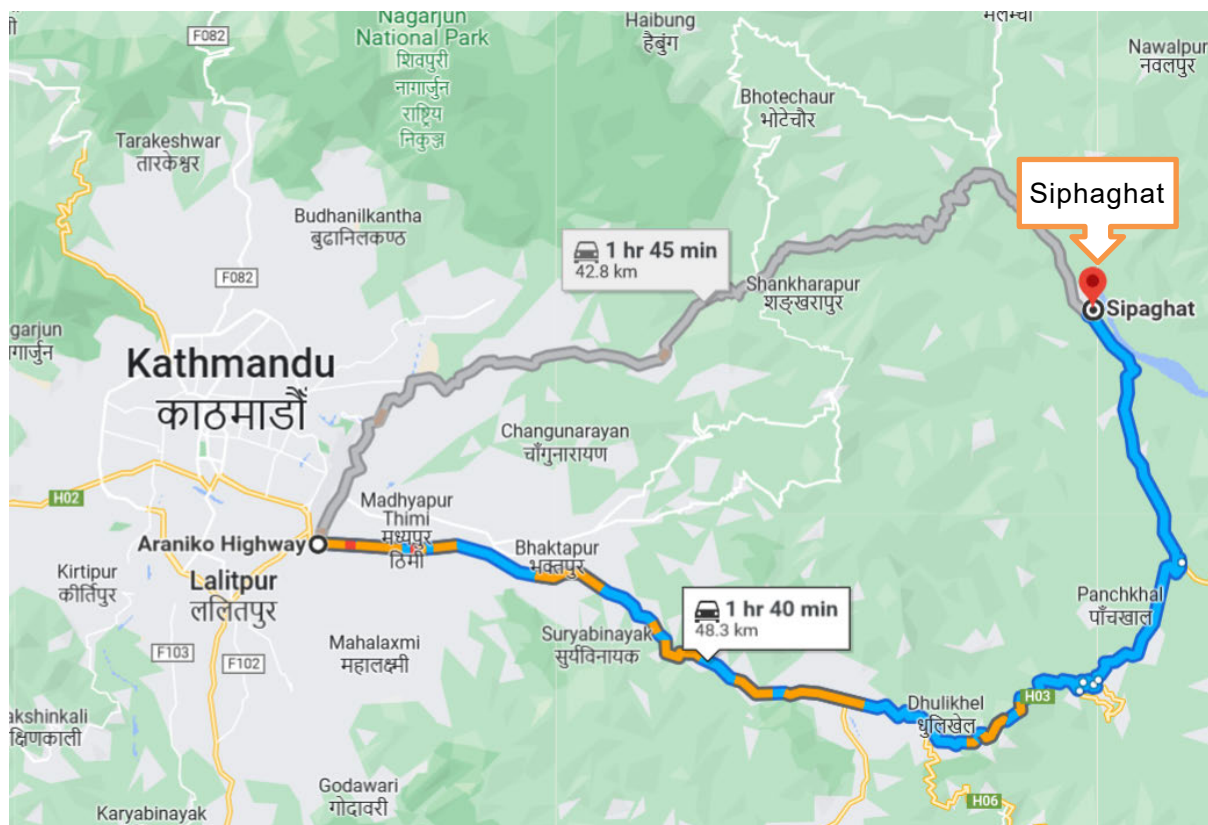 Nagarjun
National Park
शिवपुरी
नागार्जुन
राष्ट्रिय
निकुञ्ज
F082
Haibung
हैबुंग
Nawalpur
नवलपुर
Bhotechaur
भोटेचौर
Tarakeshwar
तारकेश्वर
Siphaghat
Budhanilkantha
बुढानिलकण्ठ
1 hr 45 min
42.8 km
F082
Shankharapur
शङ्खरापुर
Sipaghat
Kathmandu
काठमाडौँ
Changunarayan
चाँगुनारायण
H02
Madhyapur
Thimi
मध्यपुर
ठिमी
Araniko Highway
Bhaktapur
भक्तपुर
Kirtipur
कीर्तिपुर
Lalitpur
ललितपुर
Panchkhal
पाँचखाल
1 hr 40 min
48.3 km
Mahalaxmi
महालक्ष्मी
Suryabinayak
सुर्यविनायक
F103
F102
H03
Dhulikhel
धुलिखेल
Godawari
गोदावरी
H06
Karyabinayak